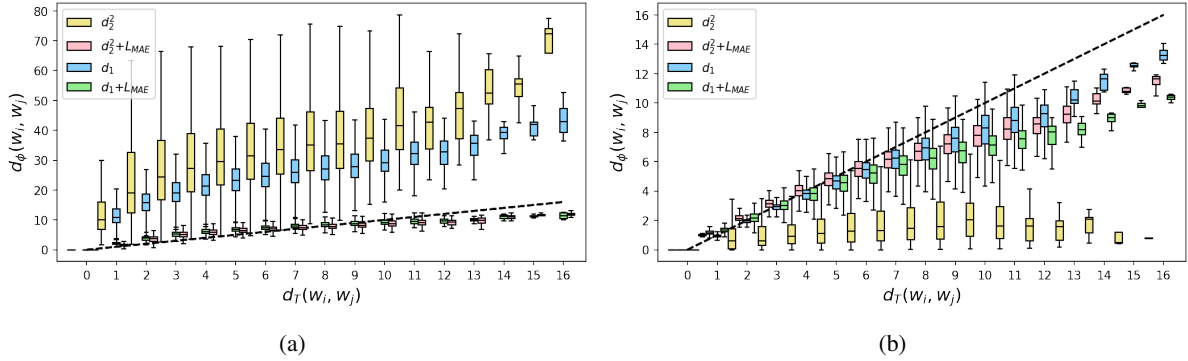 80
70
60
50
40
30
20
10
0
d_ϕ(w_i, w_j)
d_2^2
d_2^2+L_MAE
d_1
d_1+L_MAE
0 1 2 3 4 5 6 7 8 9 10 11 12 13 14 15 16
d_T(w_i, w_j)
(a)
16
14
12
10
8
6
4
2
0
d_ϕ(w_i, w_j)
d_2^2
d_2^2+L_MAE
d_1
d_1+L_MAE
0 1 2 3 4 5 6 7 8 9 10 11 12 13 14 15 16
d_T(w_i, w_j)
(b)